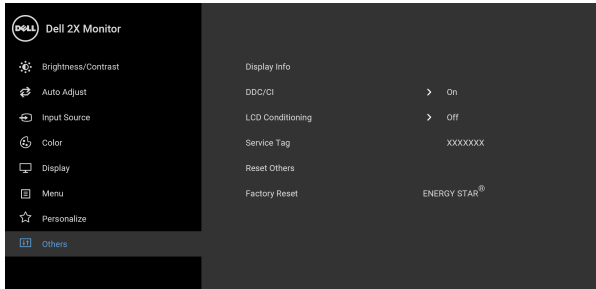 DELL Dell 2X Monitor
Brightness/Contrast
Auto Adjust
Input Source
Color
Display
Menu
Personalize
Others
Display Info
DDC/CI > On
LCD Conditioning > Off
Service Tag XXXXXXX
Reset Others
Factory Reset ENERGY STAR®